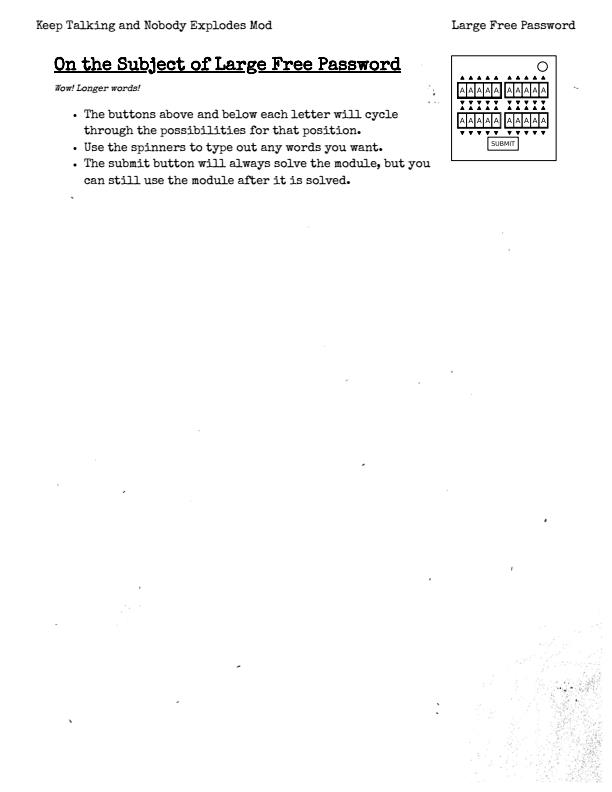 Keep Talking and Nobody Explodes Mod
Large Free Password
On the Subject of Large Free Password
Wow! Longer words!
• The buttons above and below each letter will cycle
through the possibilities for that position.
• Use the spinners to type out any words you want.
• The submit button will always solve the module, but you
can still use the module after it is solved.
A A A A A A A A A A
A A A A A A A A A A
SUBMIT